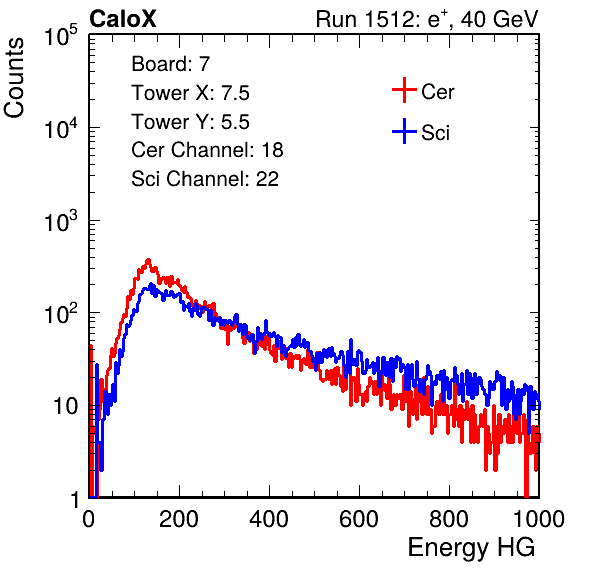 CaloX Run 1512: e⁺, 40 GeV
Counts
10⁵
10⁴
10³
10²
10
1
Board: 7
Tower X: 7.5
Tower Y: 5.5
Cer Channel: 18
Sci Channel: 22
Cer
Sci
0 200 400 600 800 1000
Energy HG